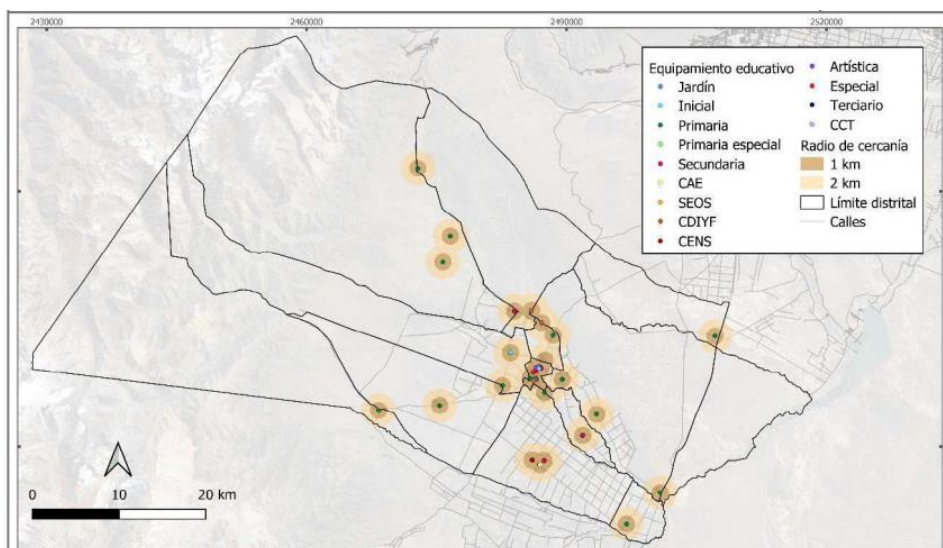 2430000
2460000
2490000
2520000
Equipamiento educativo
Jardín
Inicial
Primaria
Primaria especial
Secundaria
CAE
SEOS
CDIYF
CENS
Artística
Especial
Terciario
CCT
Radio de cercanía
1 km
2 km
Límite distrital
Calles
0 10 20 km